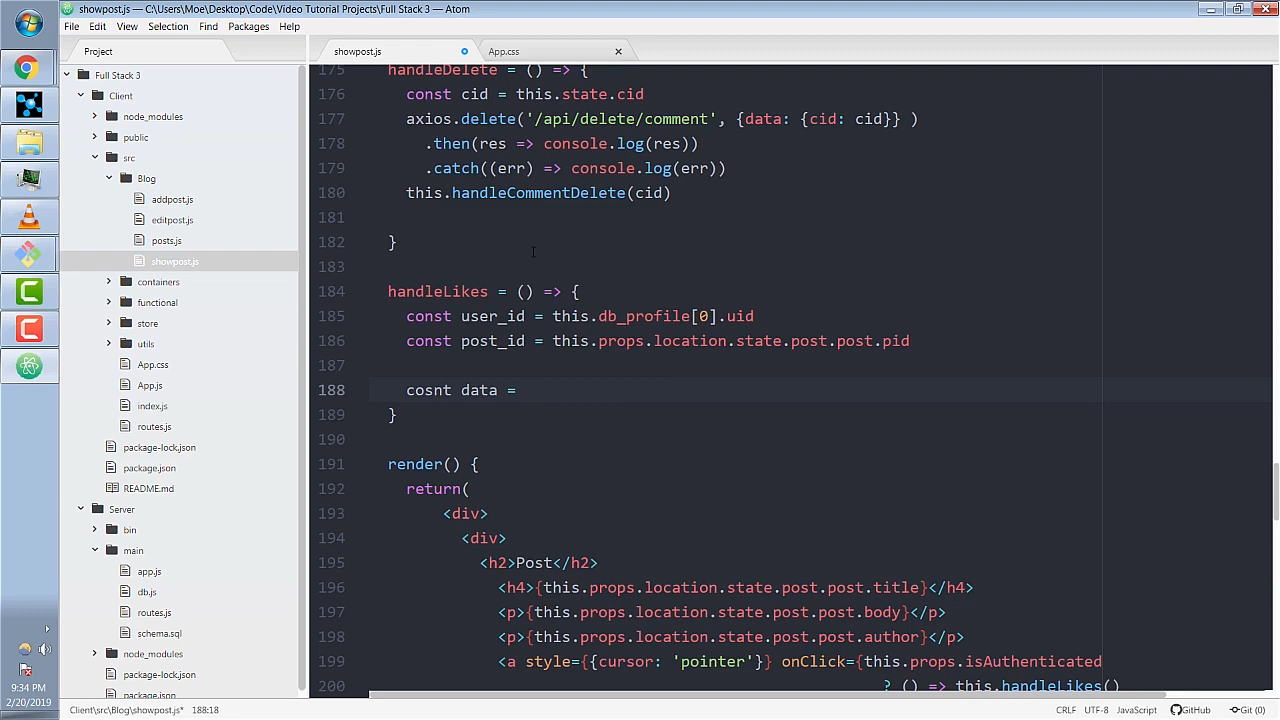 showpost.js — C:\Users\Moe\Desktop\Code\Video Tutorial Projects\Full Stack 3 — Atom
File Edit View Selection Find Packages Help
Project
showpost.js
App.css
Full Stack 3
Client
node_modules
public
src
Blog
addpost.js
editpost.js
posts.js
showpost.js
containers
functional
store
utils
App.css
App.js
index.js
routes.js
package-lock.json
package.json
README.md
Server
bin
main
app.js
db.js
routes.js
schema.sql
node_modules
package-lock.json
package.json
175 handleDelete = () => {
176 const cid = this.state.cid
177 axios.delete('/api/delete/comment', {data: {cid: cid}} )
178 .then(res => console.log(res))
179 .catch((err) => console.log(err))
180 this.handleCommentDelete(cid)
181
182 }
183
184 handleLikes = () => {
185 const user_id = this.db_profile[0].uid
186 const post_id = this.props.location.state.post.post.pid
187
188 cosnt data =
189 }
190
191 render() {
192 return(
193 <div>
194 <div>
195 <h2>Post</h2>
196 <h4>{this.props.location.state.post.post.title}</h4>
197 <p>{this.props.location.state.post.post.body}</p>
198 <p>{this.props.location.state.post.post.author}</p>
199 <a style={{cursor: 'pointer'}} onClick={this.props.isAuthenticated
200 ? () => this.handleLikes()
9:34 PM
2/20/2019
Client\src\Blog\showpost.js* 188:18
CRLF UTF-8 JavaScript GitHub Git (0)